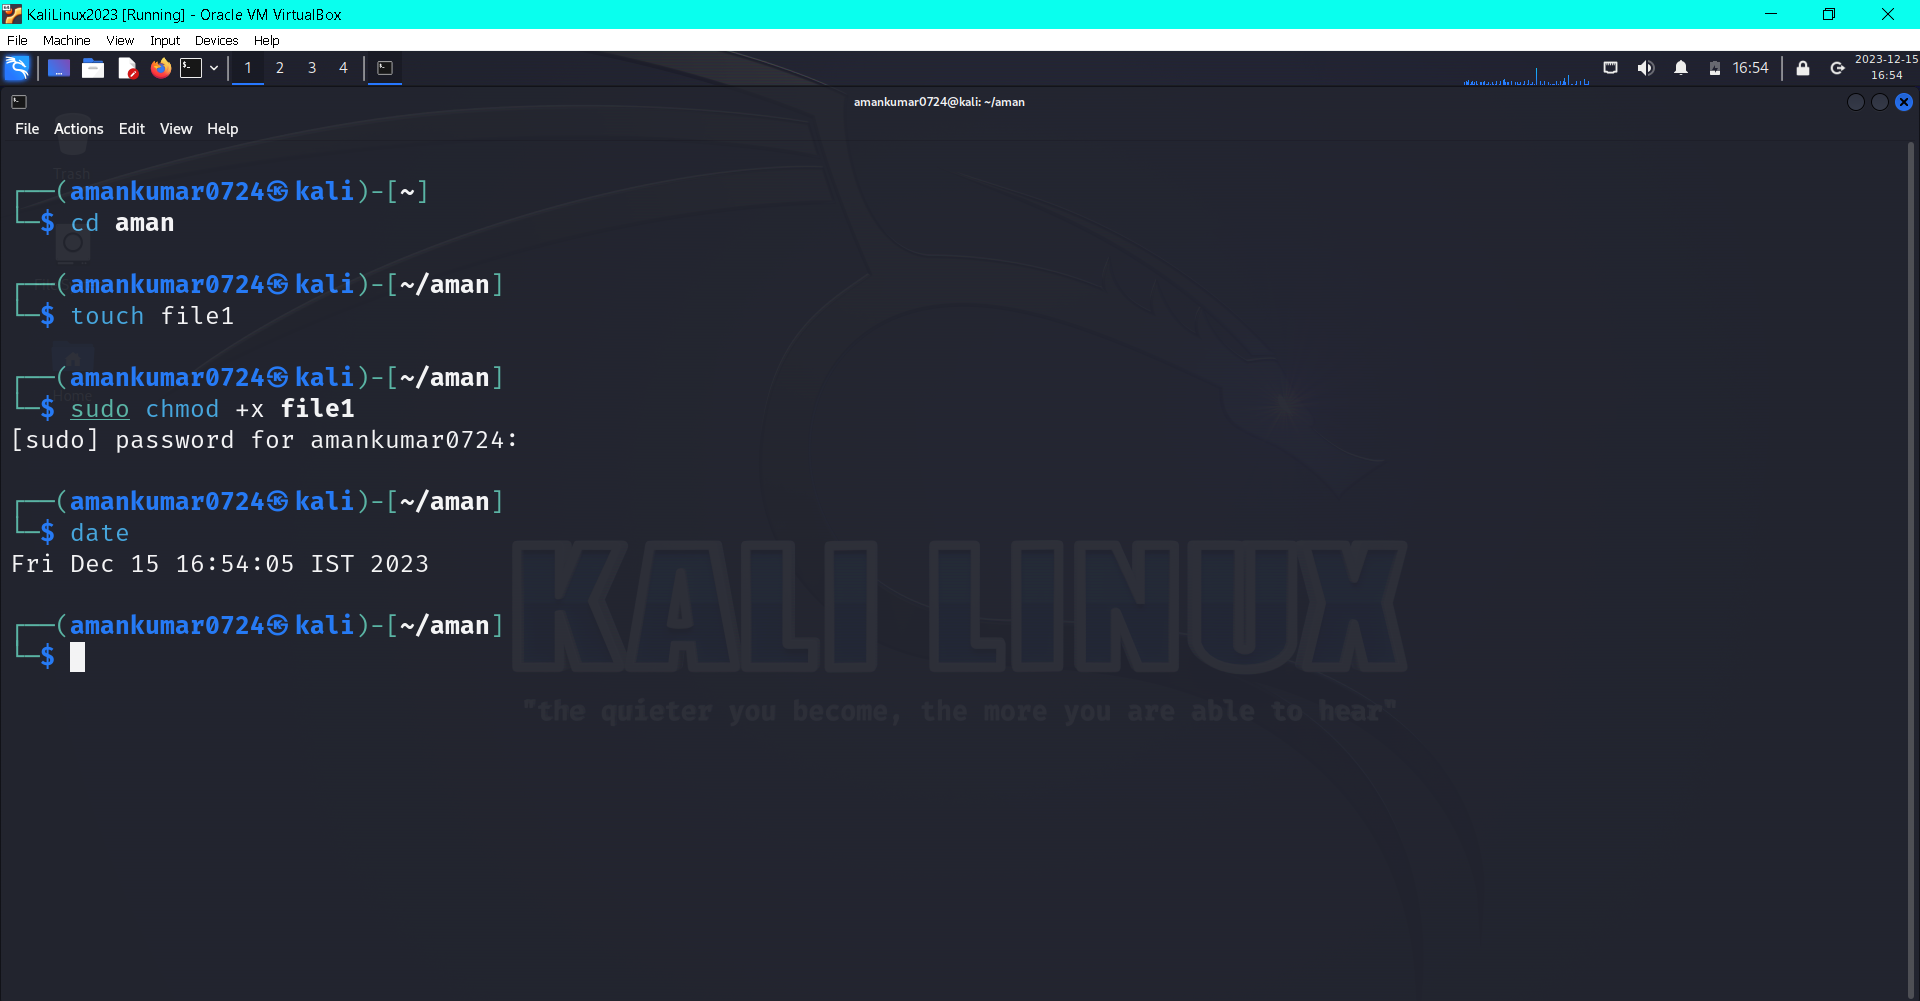 KaliLinux2023 [Running] - Oracle VM VirtualBox
File Machine View Input Devices Help
1 2 3 4 16:54 2023-12-15
16:54
amankumar0724@kali: ~/aman
File Actions Edit View Help
Trash
┌──(amankumar0724㉿kali)-[~]
└─$ cd aman
┌──(amankumar0724㉿kali)-[~/aman]
└─$ touch file1
┌──(amankumar0724㉿kali)-[~/aman]
Home
└─$ sudo chmod +x file1
[sudo] password for amankumar0724:
┌──(amankumar0724㉿kali)-[~/aman]
└─$ date
Fri Dec 15 16:54:05 IST 2023
┌──(amankumar0724㉿kali)-[~/aman]
└─$
KALI LINUX
"the quieter you become, the more you are able to hear"